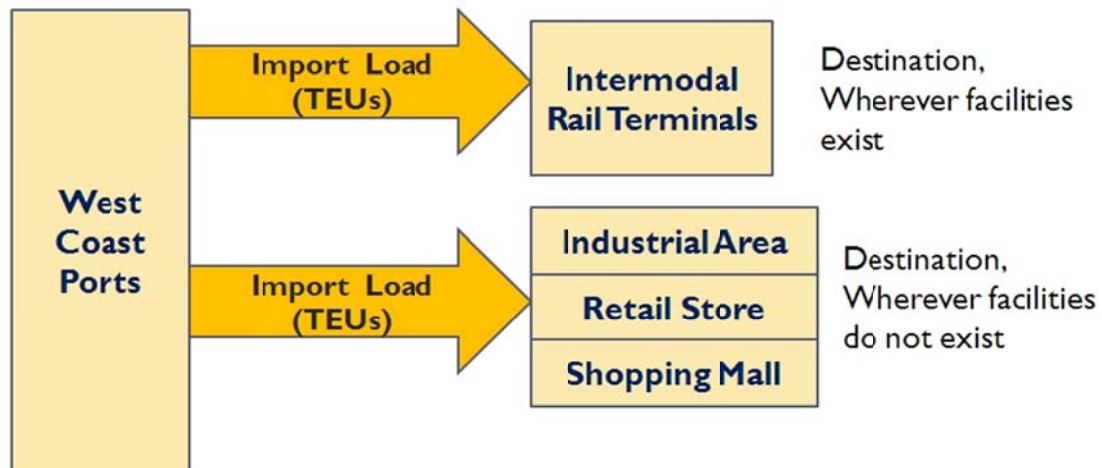 West
Coast
Ports
Import Load
(TEUs)
Intermodal
Rail Terminals
Destination,
Wherever facilities
exist
Import Load
(TEUs)
Industrial Area
Retail Store
Shopping Mall
Destination,
Wherever facilities
do not exist